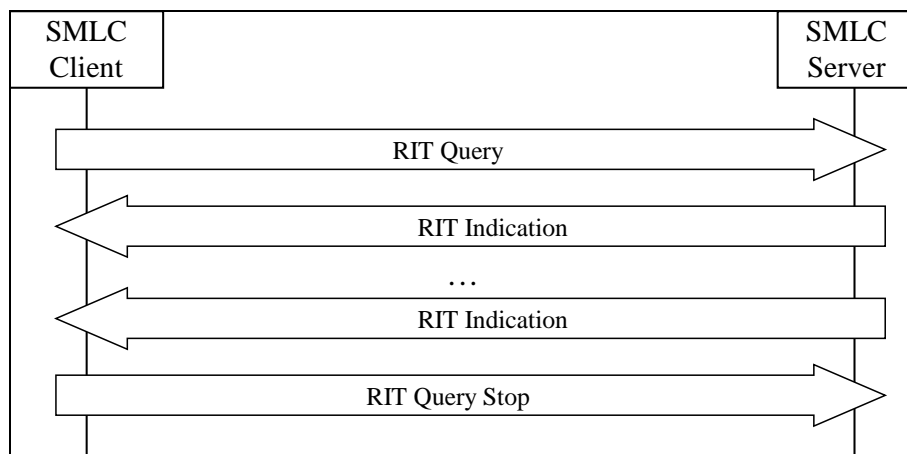 SMLC
Client
SMLC
Server
RIT Query
RIT Indication
…
RIT Indication
RIT Query Stop